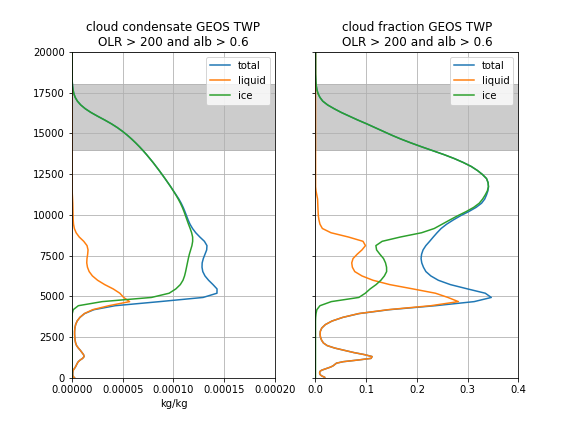 cloud condensate GEOS TWP
OLR > 200 and alb > 0.6
20000
17500
15000
12500
10000
7500
5000
2500
0
0.00000
0.00005
0.00010
0.00015
0.00020
kg/kg
total
liquid
ice
cloud fraction GEOS TWP
OLR > 200 and alb > 0.6
total
liquid
ice
0.0
0.1
0.2
0.3
0.4